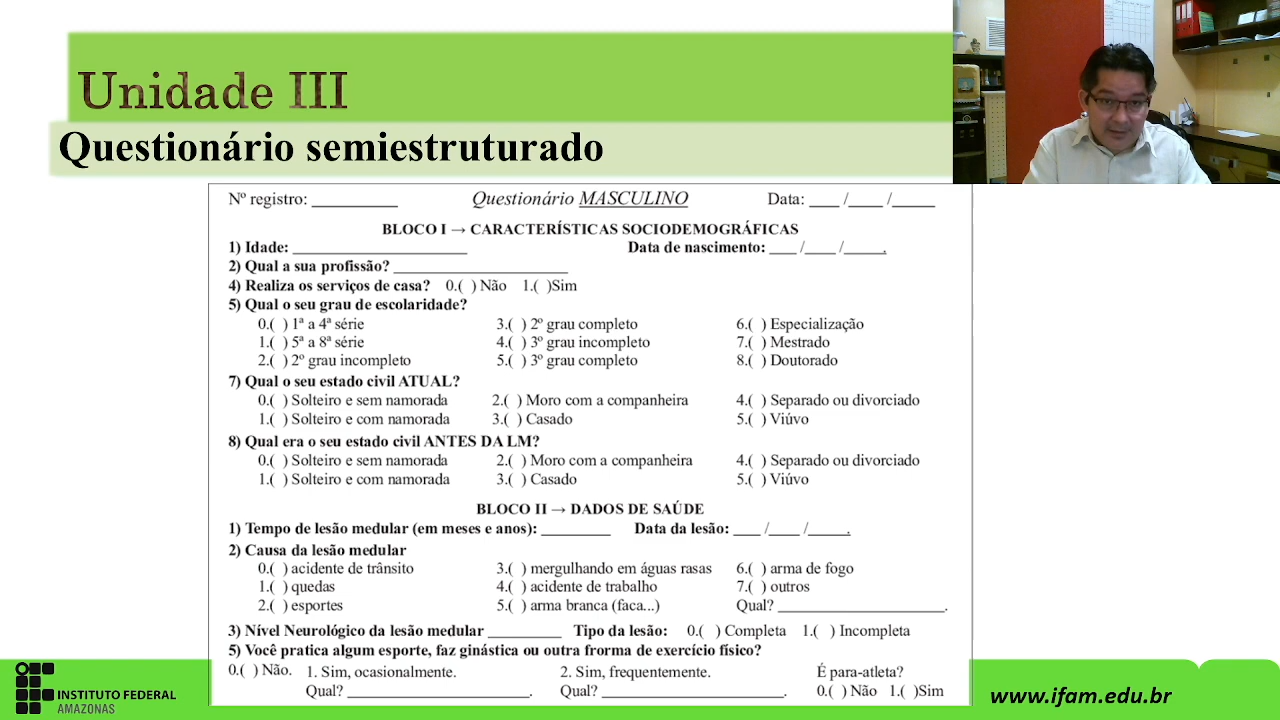 Unidade III
Questionário semiestruturado
Nº registro: __________ Questionário MASCULINO Data: ____ /____ /_____
BLOCO I → CARACTERÍSTICAS SOCIODEMOGRÁFICAS
1) Idade: ____________________ Data de nascimento: ____ /____ /_____.
2) Qual a sua profissão? ____________________
4) Realiza os serviços de casa? 0.( ) Não 1.( )Sim
5) Qual o seu grau de escolaridade?
0.( ) 1ª a 4ª série 3.( ) 2º grau completo 6.( ) Especialização
1.( ) 5ª a 8ª série 4.( ) 3º grau incompleto 7.( ) Mestrado
2.( ) 2º grau incompleto 5.( ) 3º grau completo 8.( ) Doutorado
7) Qual o seu estado civil ATUAL?
0.( ) Solteiro e sem namorada 2.( ) Moro com a companheira 4.( ) Separado ou divorciado
1.( ) Solteiro e com namorada 3.( ) Casado 5.( ) Viúvo
8) Qual era o seu estado civil ANTES DA LM?
0.( ) Solteiro e sem namorada 2.( ) Moro com a companheira 4.( ) Separado ou divorciado
1.( ) Solteiro e com namorada 3.( ) Casado 5.( ) Viúvo
BLOCO II → DADOS DE SAÚDE
1) Tempo de lesão medular (em meses e anos): ________ Data da lesão: ____ /____ /_____.
2) Causa da lesão medular
0.( ) acidente de trânsito 3.( ) mergulhando em águas rasas 6.( ) arma de fogo
1.( ) quedas 4.( ) acidente de trabalho 7.( ) outros
2.( ) esportes 5.( ) arma branca (faca...) Qual? ____________________.
3) Nível Neurológico da lesão medular _________ Tipo da lesão: 0.( ) Completa 1.( ) Incompleta
5) Você pratica algum esporte, faz ginástica ou outra frorma de exercício físico?
0.( ) Não. 1. Sim, ocasionalmente. 2. Sim, frequentemente. É para-atleta?
Qual? ______________________. Qual? ______________________. 0.( ) Não 1.( )Sim
INSTITUTO FEDERAL
AMAZONAS
www.ifam.edu.br